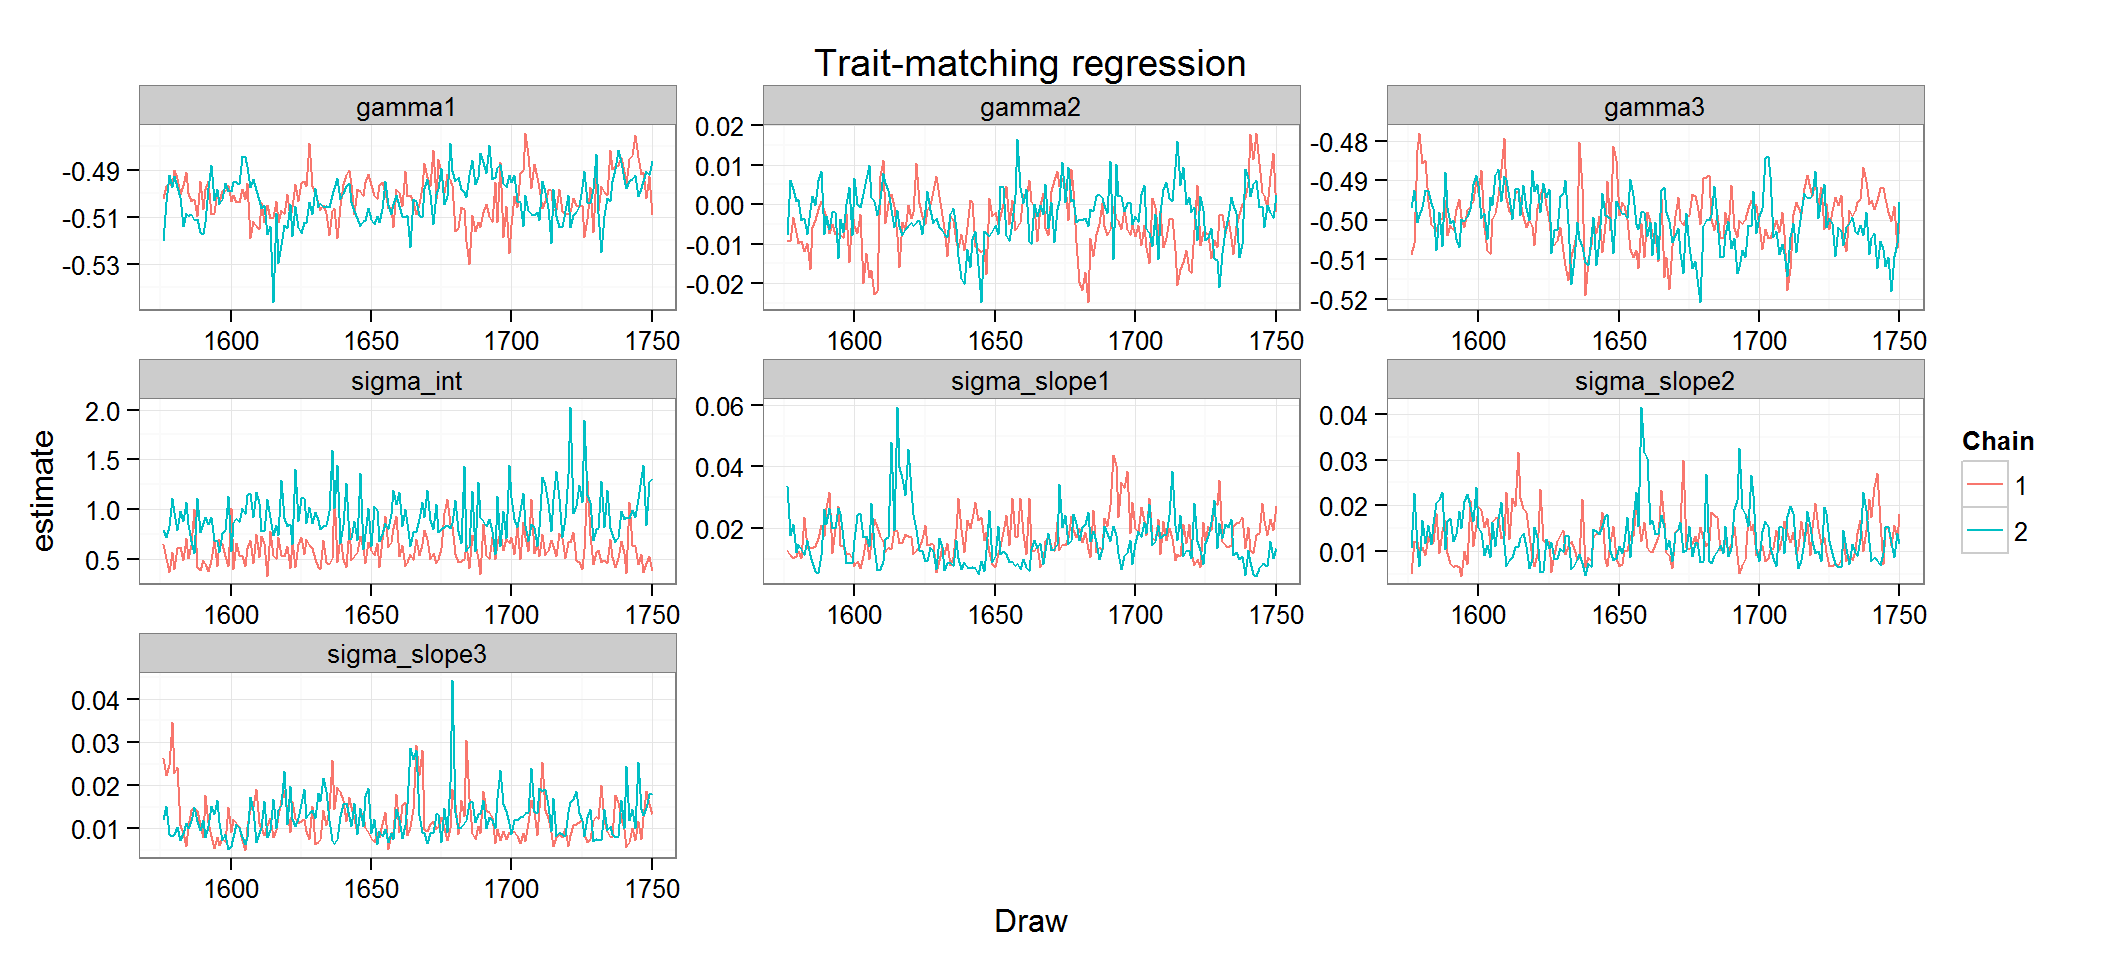 Trait-matching regression
gamma1
gamma2
gamma3
-0.49
-0.51
-0.53
0.02
0.01
0.00
-0.01
-0.02
-0.48
-0.49
-0.50
-0.51
-0.52
1600 1650 1700 1750
1600 1650 1700 1750
1600 1650 1700 1750
sigma_int
sigma_slope1
sigma_slope2
2.0
1.5
1.0
0.5
0.06
0.04
0.02
0.04
0.03
0.02
0.01
1600 1650 1700 1750
1600 1650 1700 1750
1600 1650 1700 1750
sigma_slope3
0.04
0.03
0.02
0.01
1600 1650 1700 1750
estimate
Draw
Chain
1
2